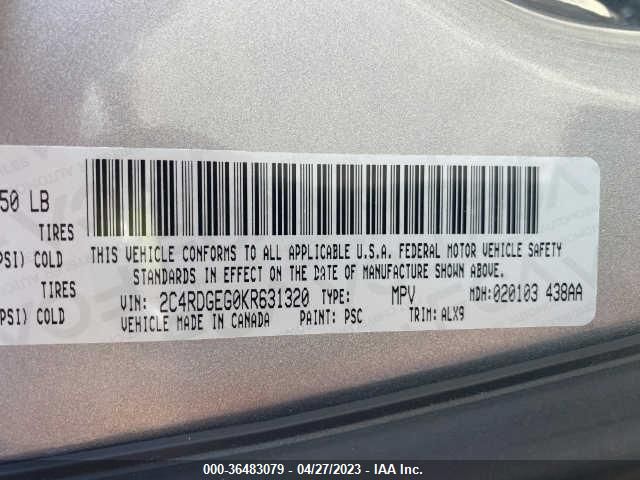 50 LB
TIRES
PSI) COLD
TIRES
PSI) COLD
THIS VEHICLE CONFORMS TO ALL APPLICABLE U.S.A. FEDERAL MOTOR VEHICLE SAFETY
STANDARDS IN EFFECT ON THE DATE OF MANUFACTURE SHOWN ABOVE.
VIN: 2C4RDGEG0KR631320 TYPE: MPV MDH:020103 438AA
VEHICLE MADE IN CANADA PAINT: PSC TRIM: ALX9
000-36483079 - 04/27/2023 - IAA Inc.